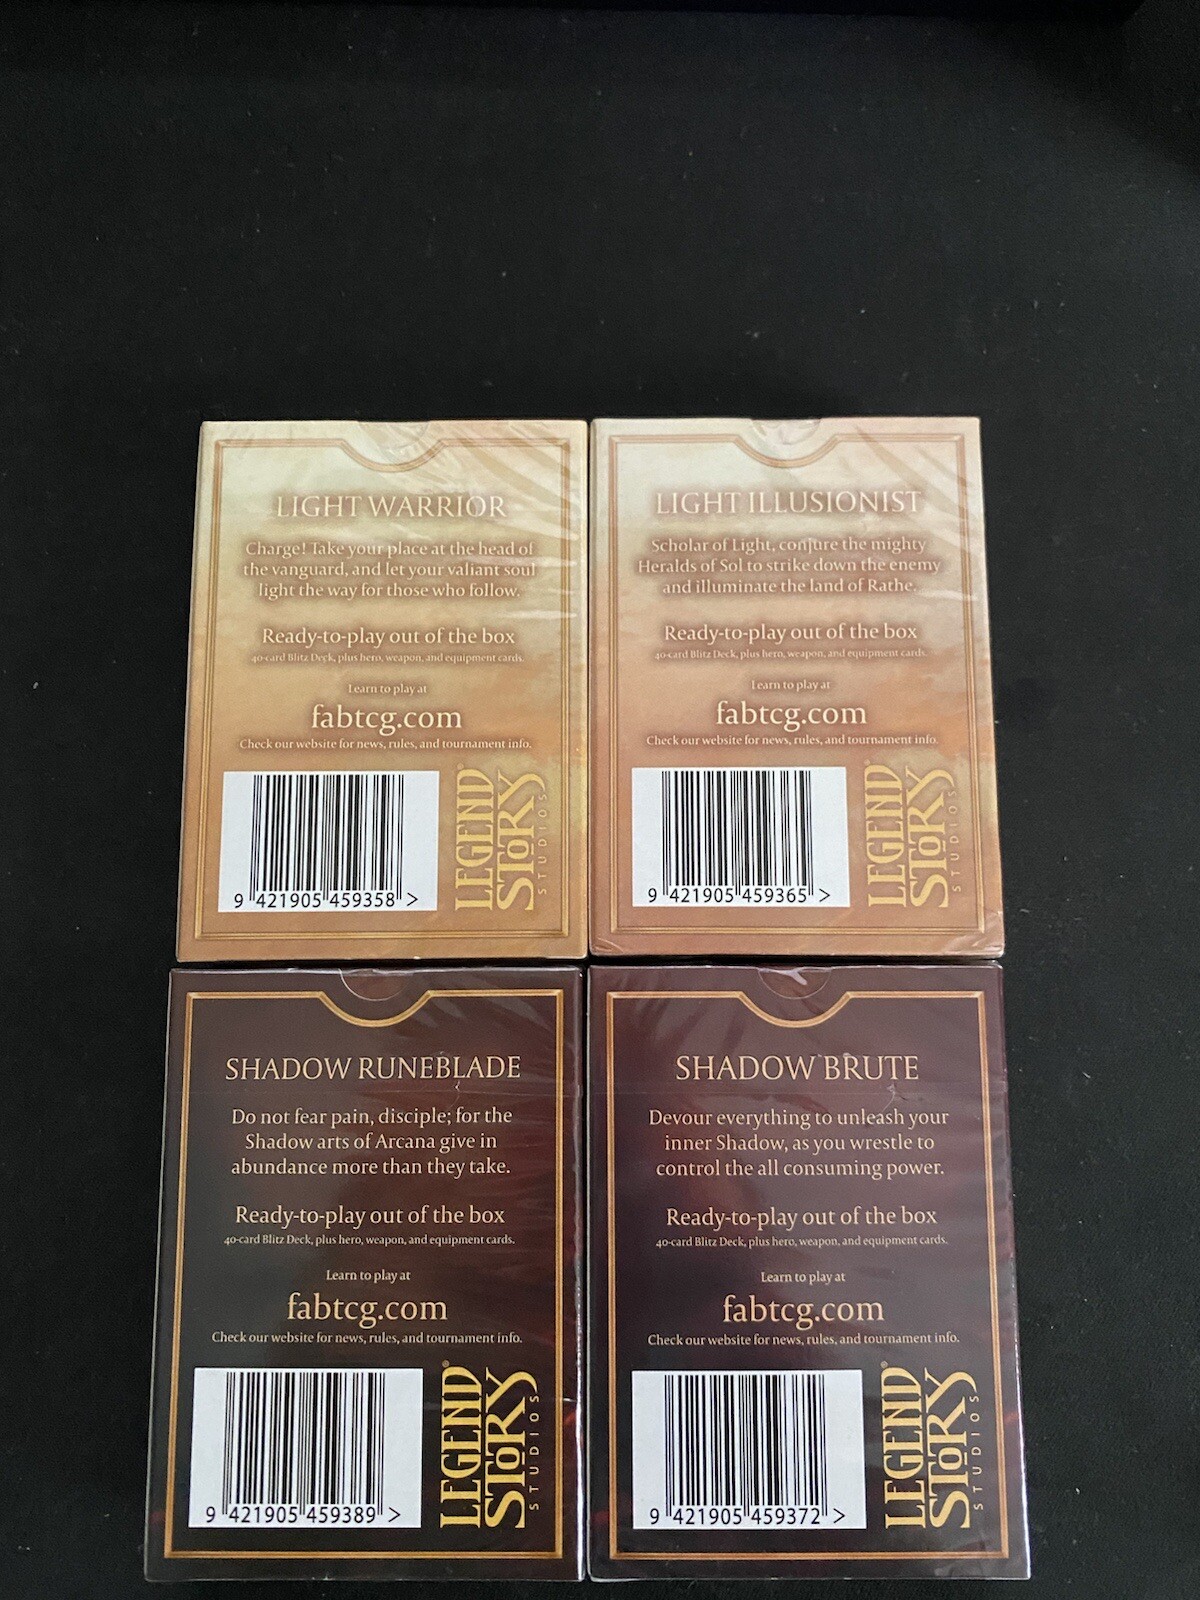 LIGHT WARRIOR
Charge! Take your place at the head of
the vanguard, and let your valiant soul
light the way for those who follow.
Ready-to-play out of the box
40-card Blitz Deck, plus hero, weapon, and equipment cards.
Learn to play at
fabtcg.com
Check our website for news, rules, and tournament info.
9 421905 459358 >
LEGEND
STORY
STUDIOS
LIGHT ILLUSIONIST
Scholar of Light, conjure the mighty
Heralds of Sol to strike down the enemy
and illuminate the land of Rathe.
Ready-to-play out of the box
40-card Blitz Deck, plus hero, weapon, and equipment cards.
Learn to play at
fabtcg.com
Check our website for news, rules, and tournament info.
9 421905 459365 >
LEGEND
STORY
STUDIOS
SHADOW RUNEBLADE
Do not fear pain, disciple; for the
Shadow arts of Arcana give in
abundance more than they take.
Ready-to-play out of the box
40-card Blitz Deck, plus hero, weapon, and equipment cards.
Learn to play at
fabtcg.com
Check our website for news, rules, and tournament info.
9 421905 459389 >
LEGEND®
STORY
STUDIOS
SHADOW BRUTE
Devour everything to unleash your
inner Shadow, as you wrestle to
control the all consuming power.
Ready-to-play out of the box
40-card Blitz Deck, plus hero, weapon, and equipment cards.
Learn to play at
fabtcg.com
Check our website for news, rules, and tournament info.
9 421905 459372 >
LEGEND®
STORY
STUDIOS